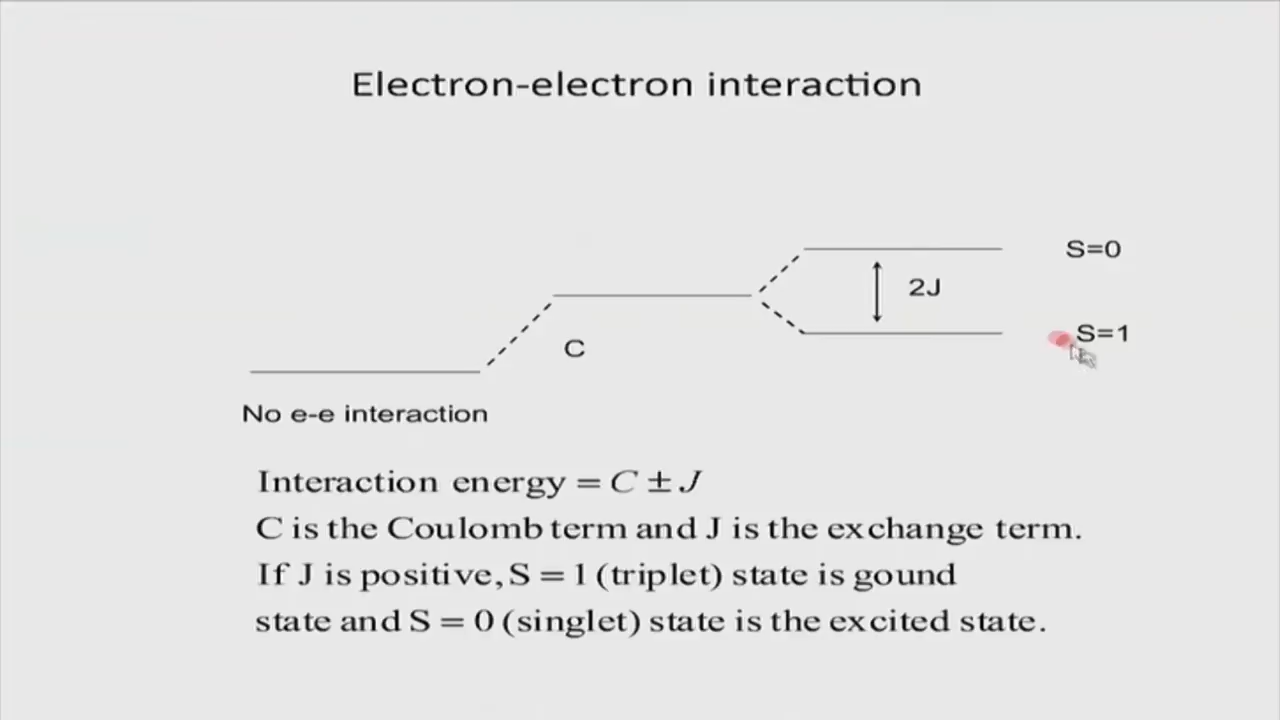 Electron-electron interaction
S=0
2J
S=1
C
No e-e interaction
Interaction energy = C ± J
C is the Coulomb term and J is the exchange term.
If J is positive, S = 1 (triplet) state is gound
state and S = 0 (singlet) state is the excited state.